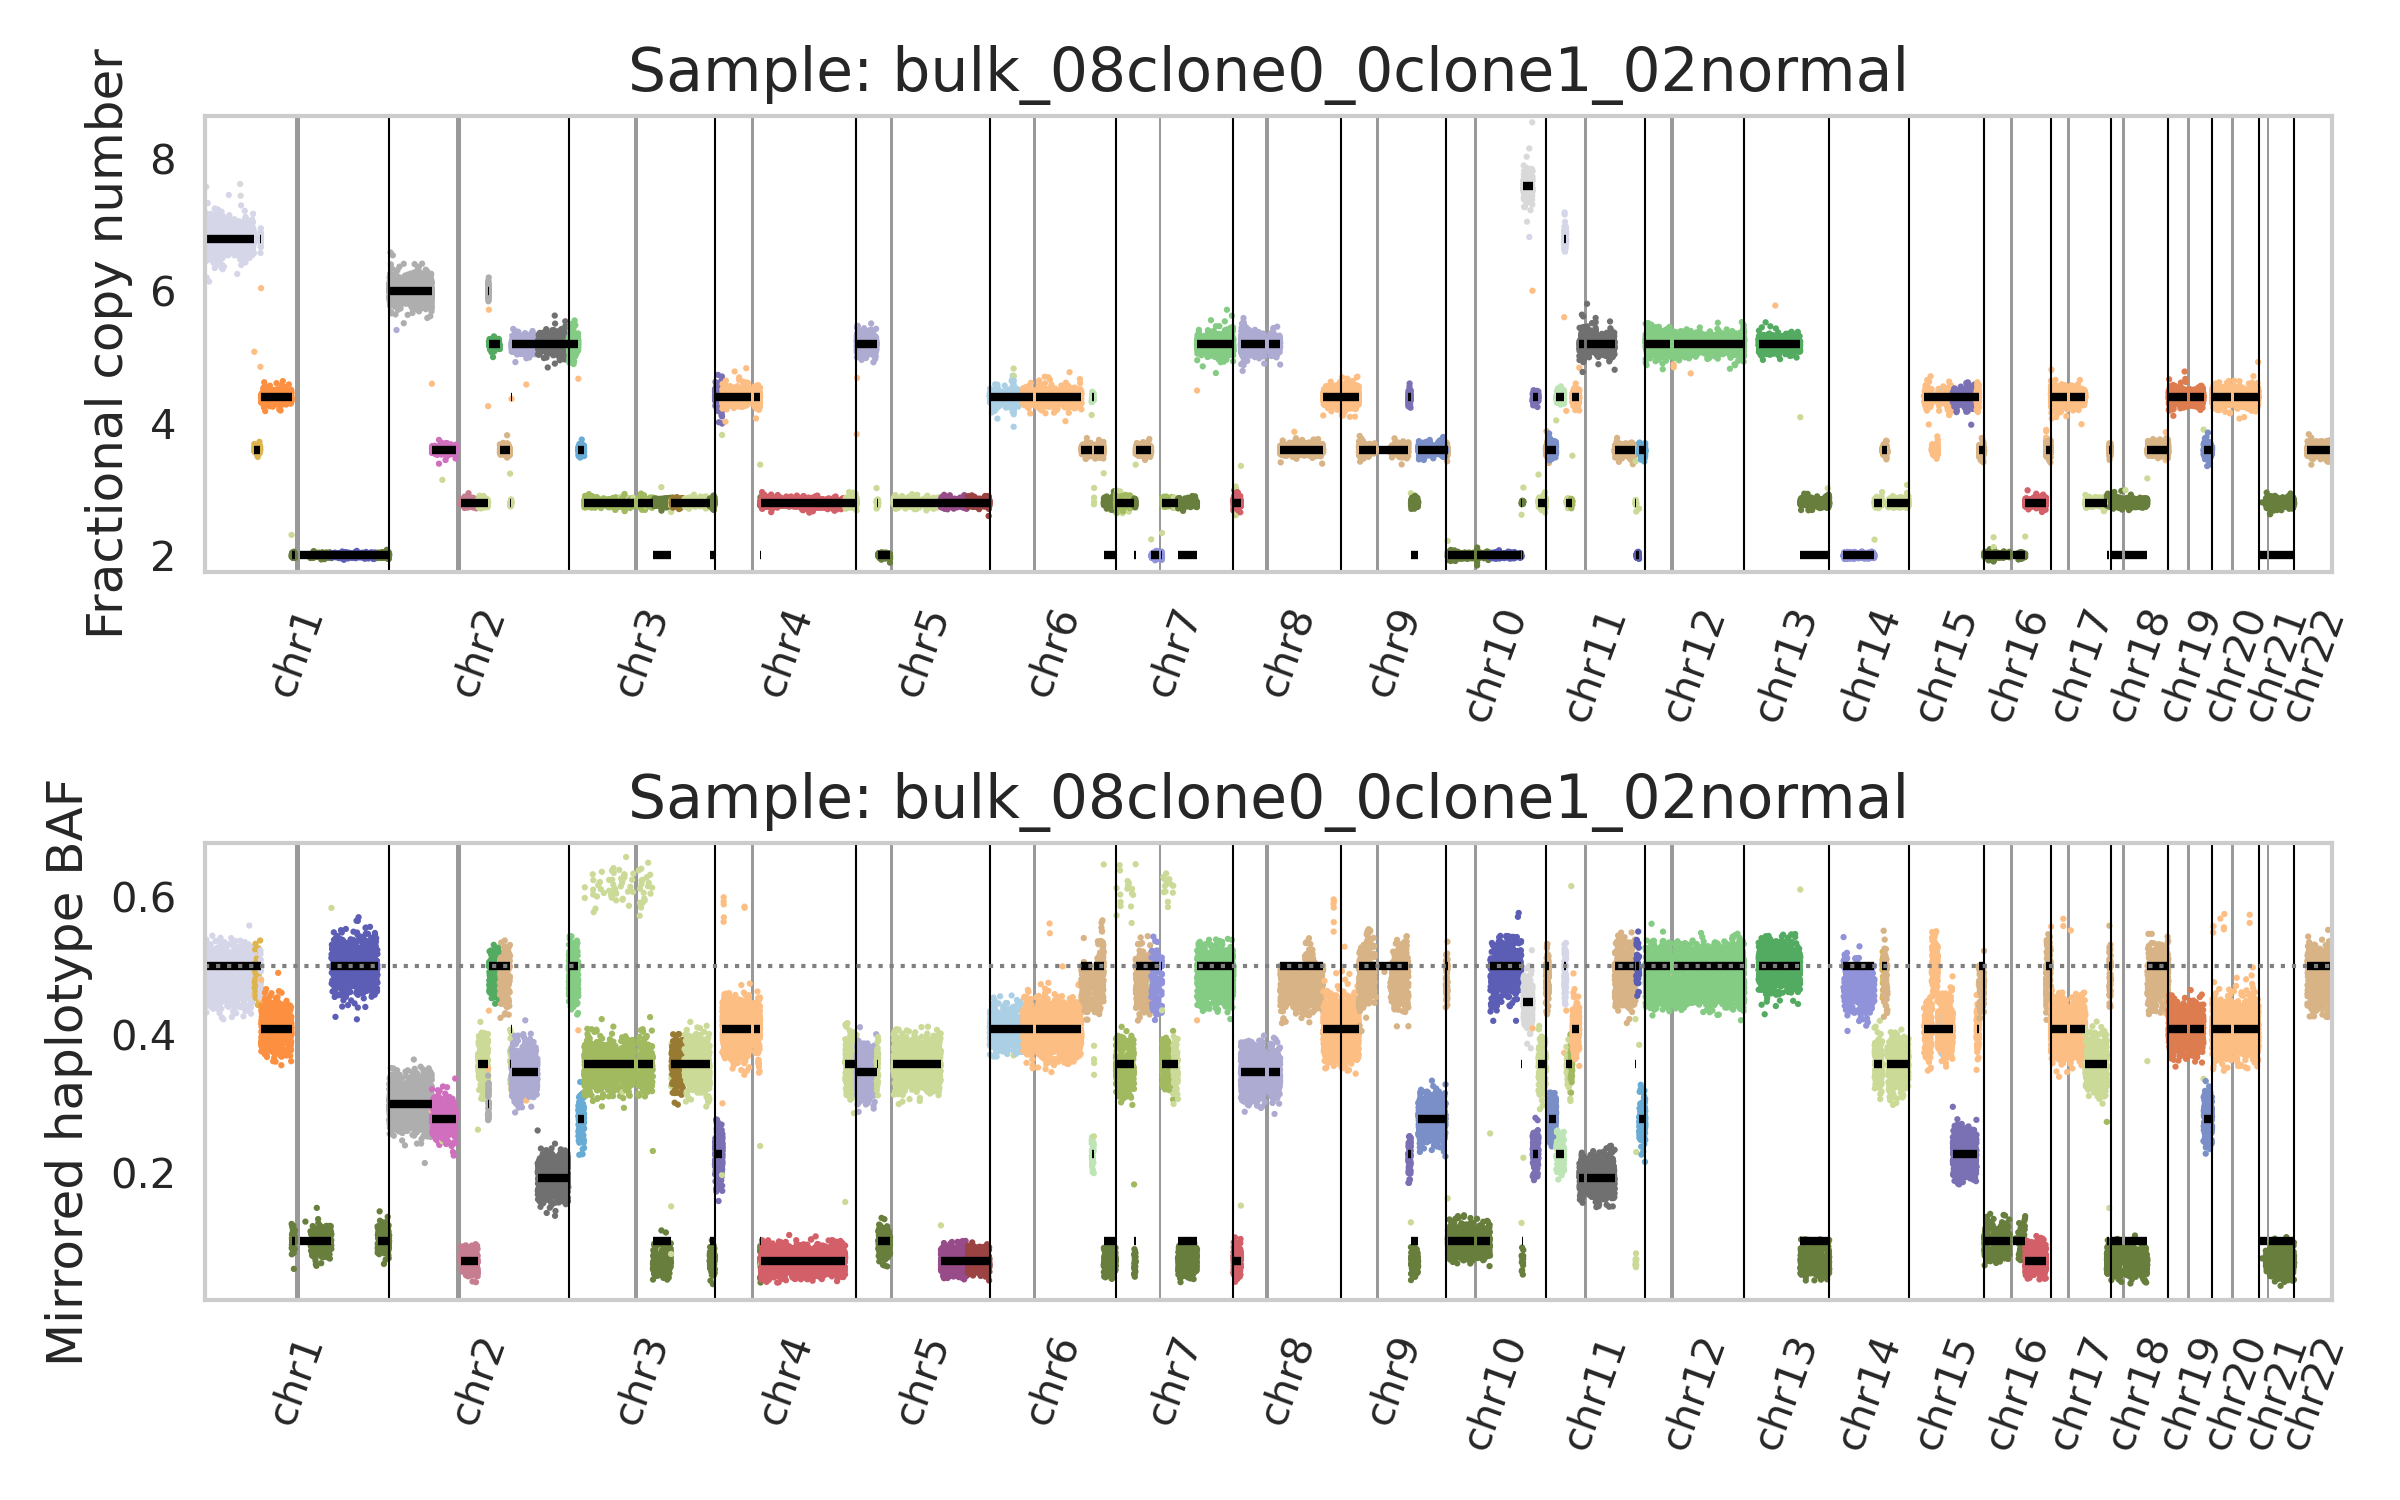 Sample: bulk_08clone0_0clone1_02normal
Fractional copy number
8
6
4
2
chr1
chr2
chr3
chr4
chr5
chr6
chr7
chr8
chr9
chr10
chr11
chr12
chr13
chr14
chr15
chr16
chr17
chr18
chr19
chr20
chr21
chr22
Sample: bulk_08clone0_0clone1_02normal
Mirrored haplotype BAF
0.6
0.4
0.2
chr1
chr2
chr3
chr4
chr5
chr6
chr7
chr8
chr9
chr10
chr11
chr12
chr13
chr14
chr15
chr16
chr17
chr18
chr19
chr20
chr21
chr22